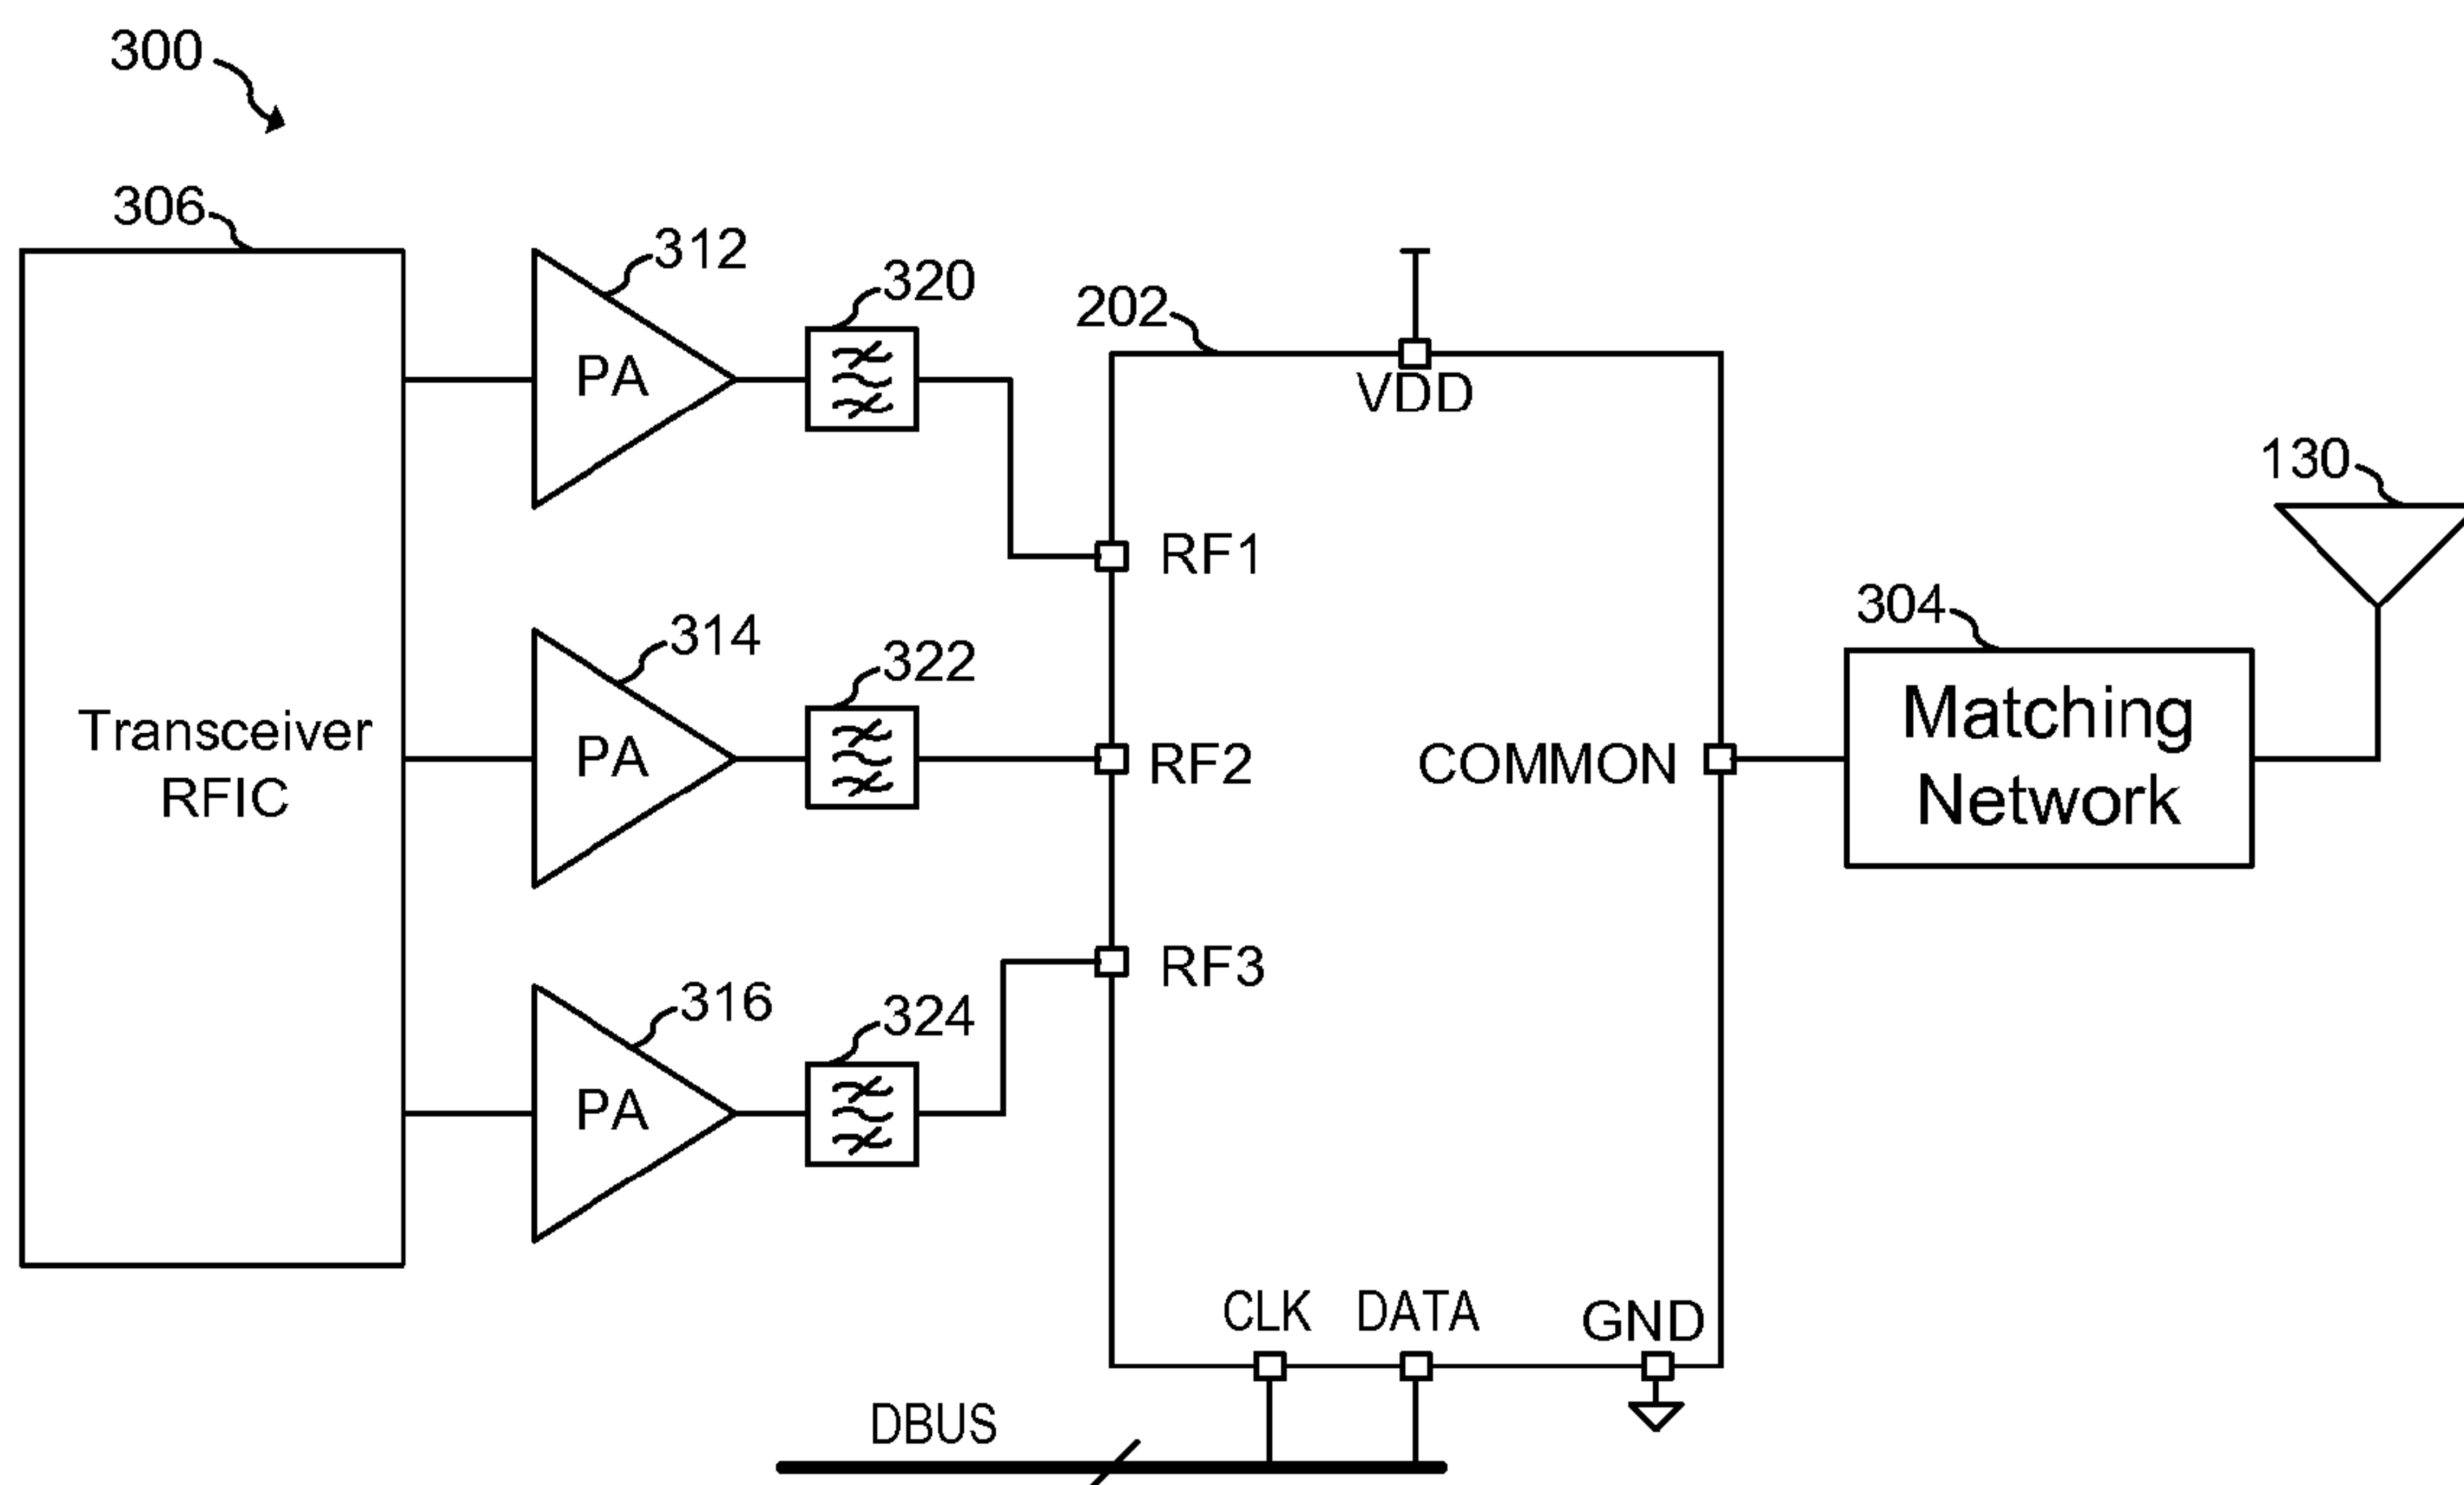 300
306
312
320
202
PA
VDD
RF1
130
314
322
304
Transceiver
RFIC
PA
RF2
COMMON
Matching
Network
316
324
RF3
PA
CLK
DATA
GND
DBUS